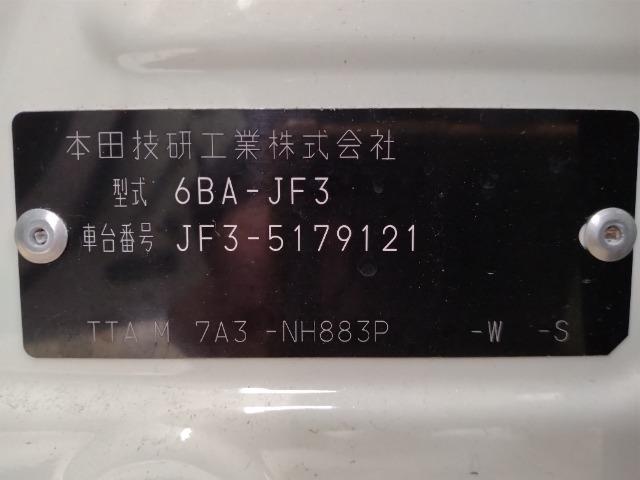 本田技研工業株式会社
型式 6BA-JF3
車台番号 JF3-5179121
TTA M 7A3 -NH883P -W -S